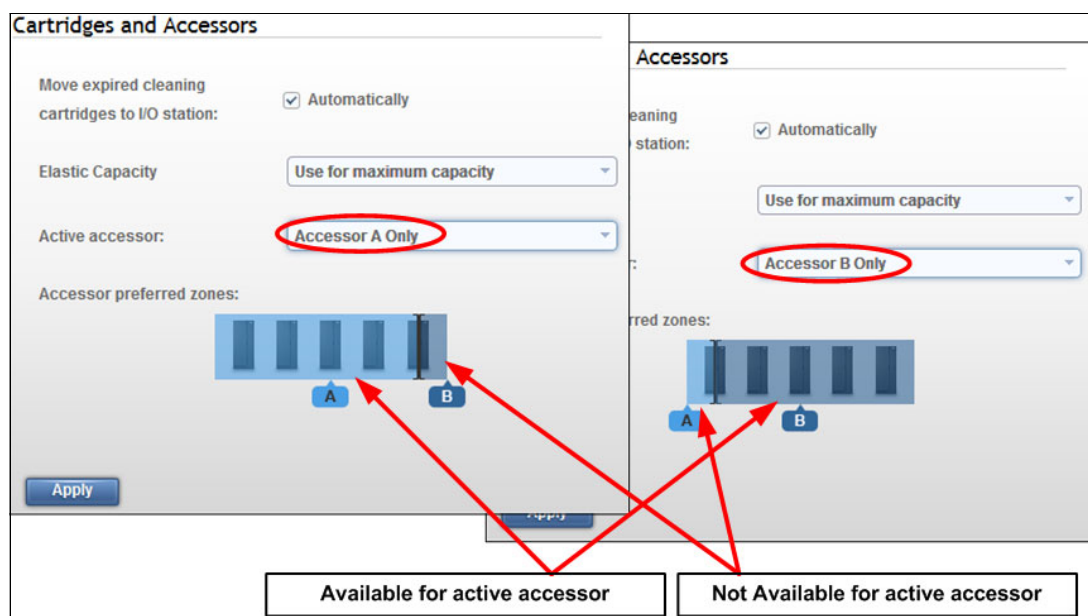 Cartridges and Accessors
Move expired cleaning
cartridges to I/O station:
Automatically
Elastic Capacity
Use for maximum capacity
Active accessor:
Accessor A Only
Accessor preferred zones:
A
B
Apply
Accessors
eaning
station:
Automatically
Use for maximum capacity
r:
Accessor B Only
rred zones:
A
B
Apply
Available for active accessor
Not Available for active accessor